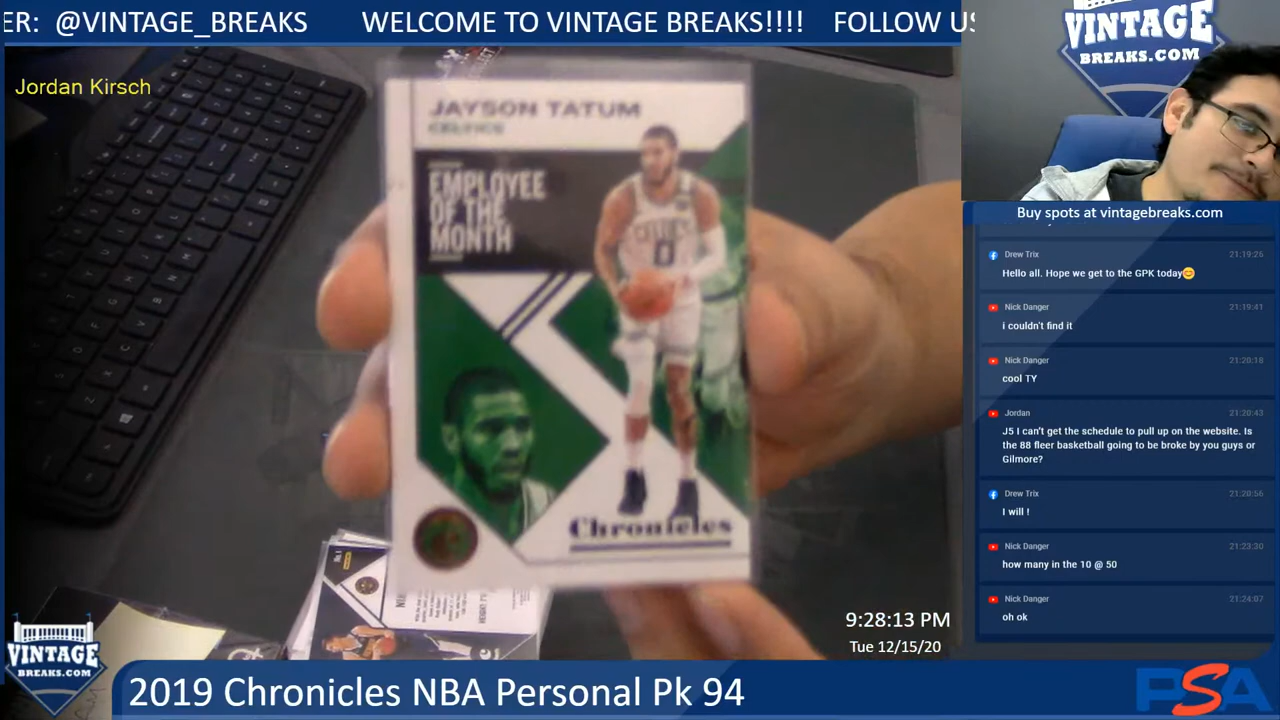 ER: @VINTAGE_BREAKS WELCOME TO VINTAGE BREAKS!!!! FOLLOW US
Jordan Kirsch
JAYSON TATUM
CELTICS
EMPLOYEE
OF THE
MONTH
CELTICS
0
Chronicles
VINTAGE
BREAKS.COM
Buy spots at vintagebreaks.com
Drew Trix 21:19:26
Hello all. Hope we get to the GPK today😊
Nick Danger 21:19:41
i couldn't find it
Nick Danger 21:20:18
cool TY
Jordan 21:20:43
J5 I can't get the schedule to pull up on the website. Is
the 88 fleer basketball going to be broke by you guys or
Gilmore?
Drew Trix 21:20:56
I will !
Nick Danger 21:23:30
how many in the 10 @ 50
Nick Danger 21:24:07
oh ok
9:28:13 PM
Tue 12/15/20
VINTAGE
BREAKS.COM
2019 Chronicles NBA Personal Pk 94
PSA